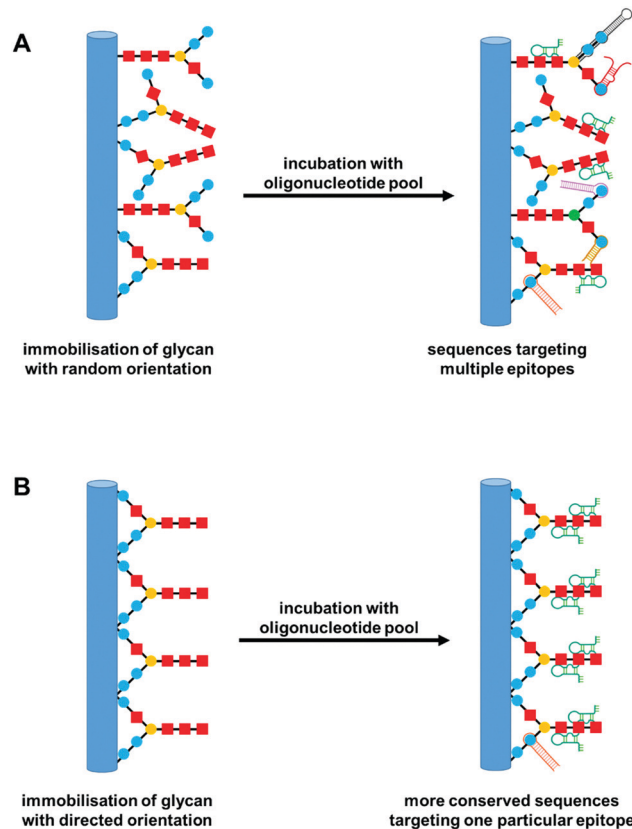 A
incubation with
oligonucleotide pool
immobilisation of glycan
with random orientation
sequences targeting
multiple epitopes
B
incubation with
oligonucleotide pool
immobilisation of glycan
with directed orientation
more conserved sequences
targeting one particular epitope